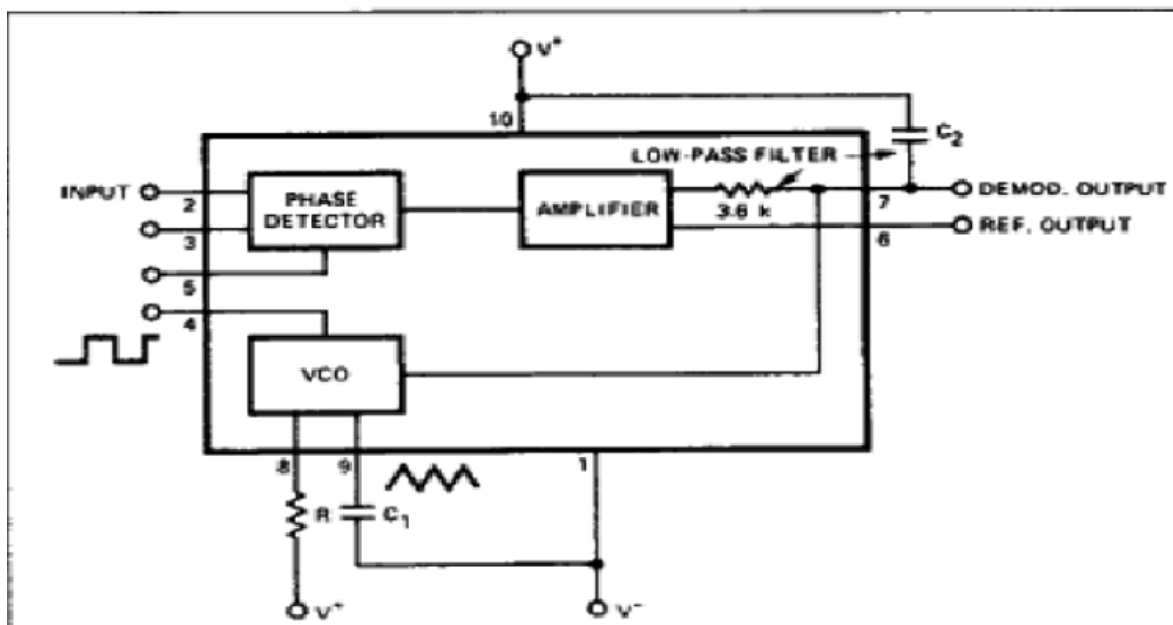 V+
10
C2
LOW-PASS FILTER
INPUT
2
PHASE DETECTOR
AMPLIFIER
3.6 k
7
DEMOD. OUTPUT
3
6
REF. OUTPUT
5
4
VCO
8
9
1
R
C1
V+
V-